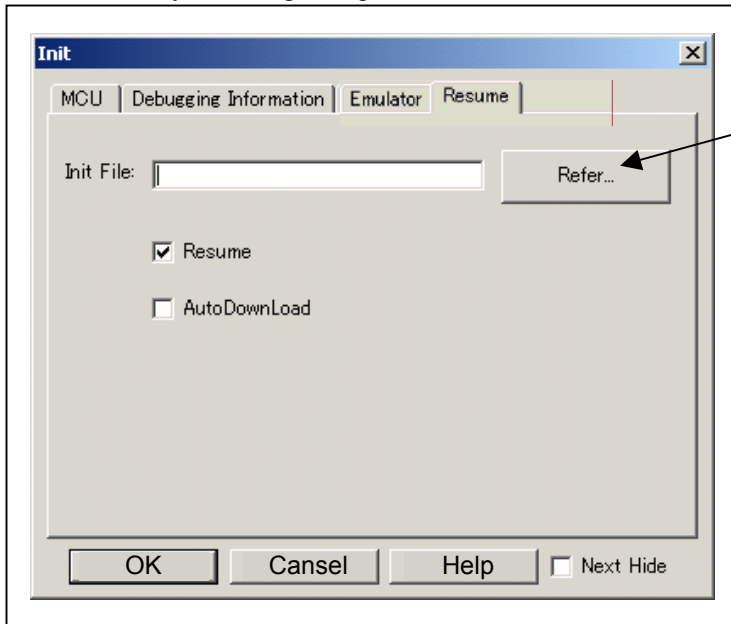 Init
MCU Debugging Information Emulator Resume
Init File: Refer...
Resume
AutoDownLoad
OK Cansel Help Next Hide